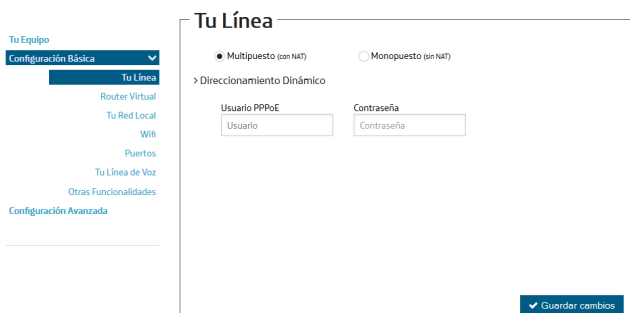 Tu Línea
Tu Equipo
Configuración Básica
Tu Línea
Router Virtual
Tu Red Local
Wifi
Puertos
Tu Línea de Voz
Otras Funcionalidades
Configuración Avanzada
Multipuesto (con NAT) Monopuesto (sin NAT)
> Direccionamiento Dinámico
Usuario PPPoE Contraseña
Usuario Contraseña
Guardar cambios